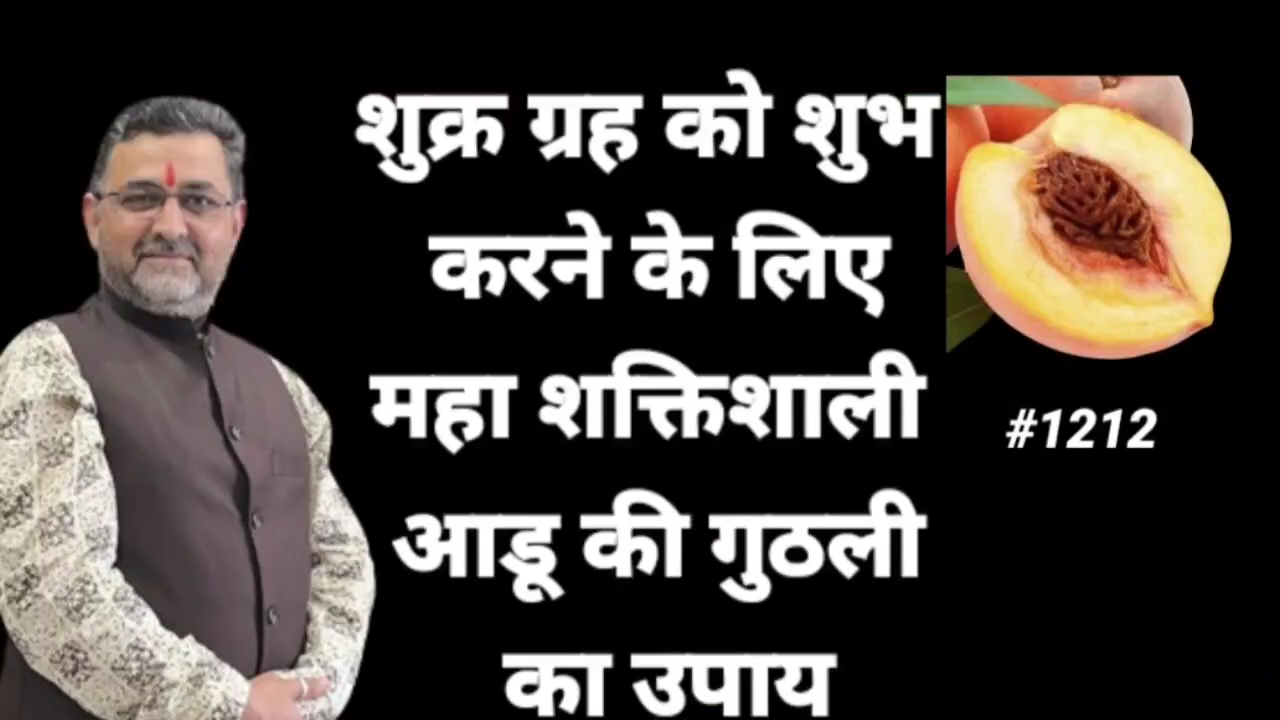 शुक्र ग्रह को शुभ
करने के लिए
महा शक्तिशाली
आडू की गुठली
का उपाय
#1212